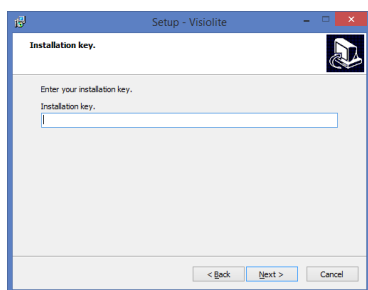 Setup - Visiolite
Installation key.
Enter your installation key.
Installation key.
< Back
Next >
Cancel